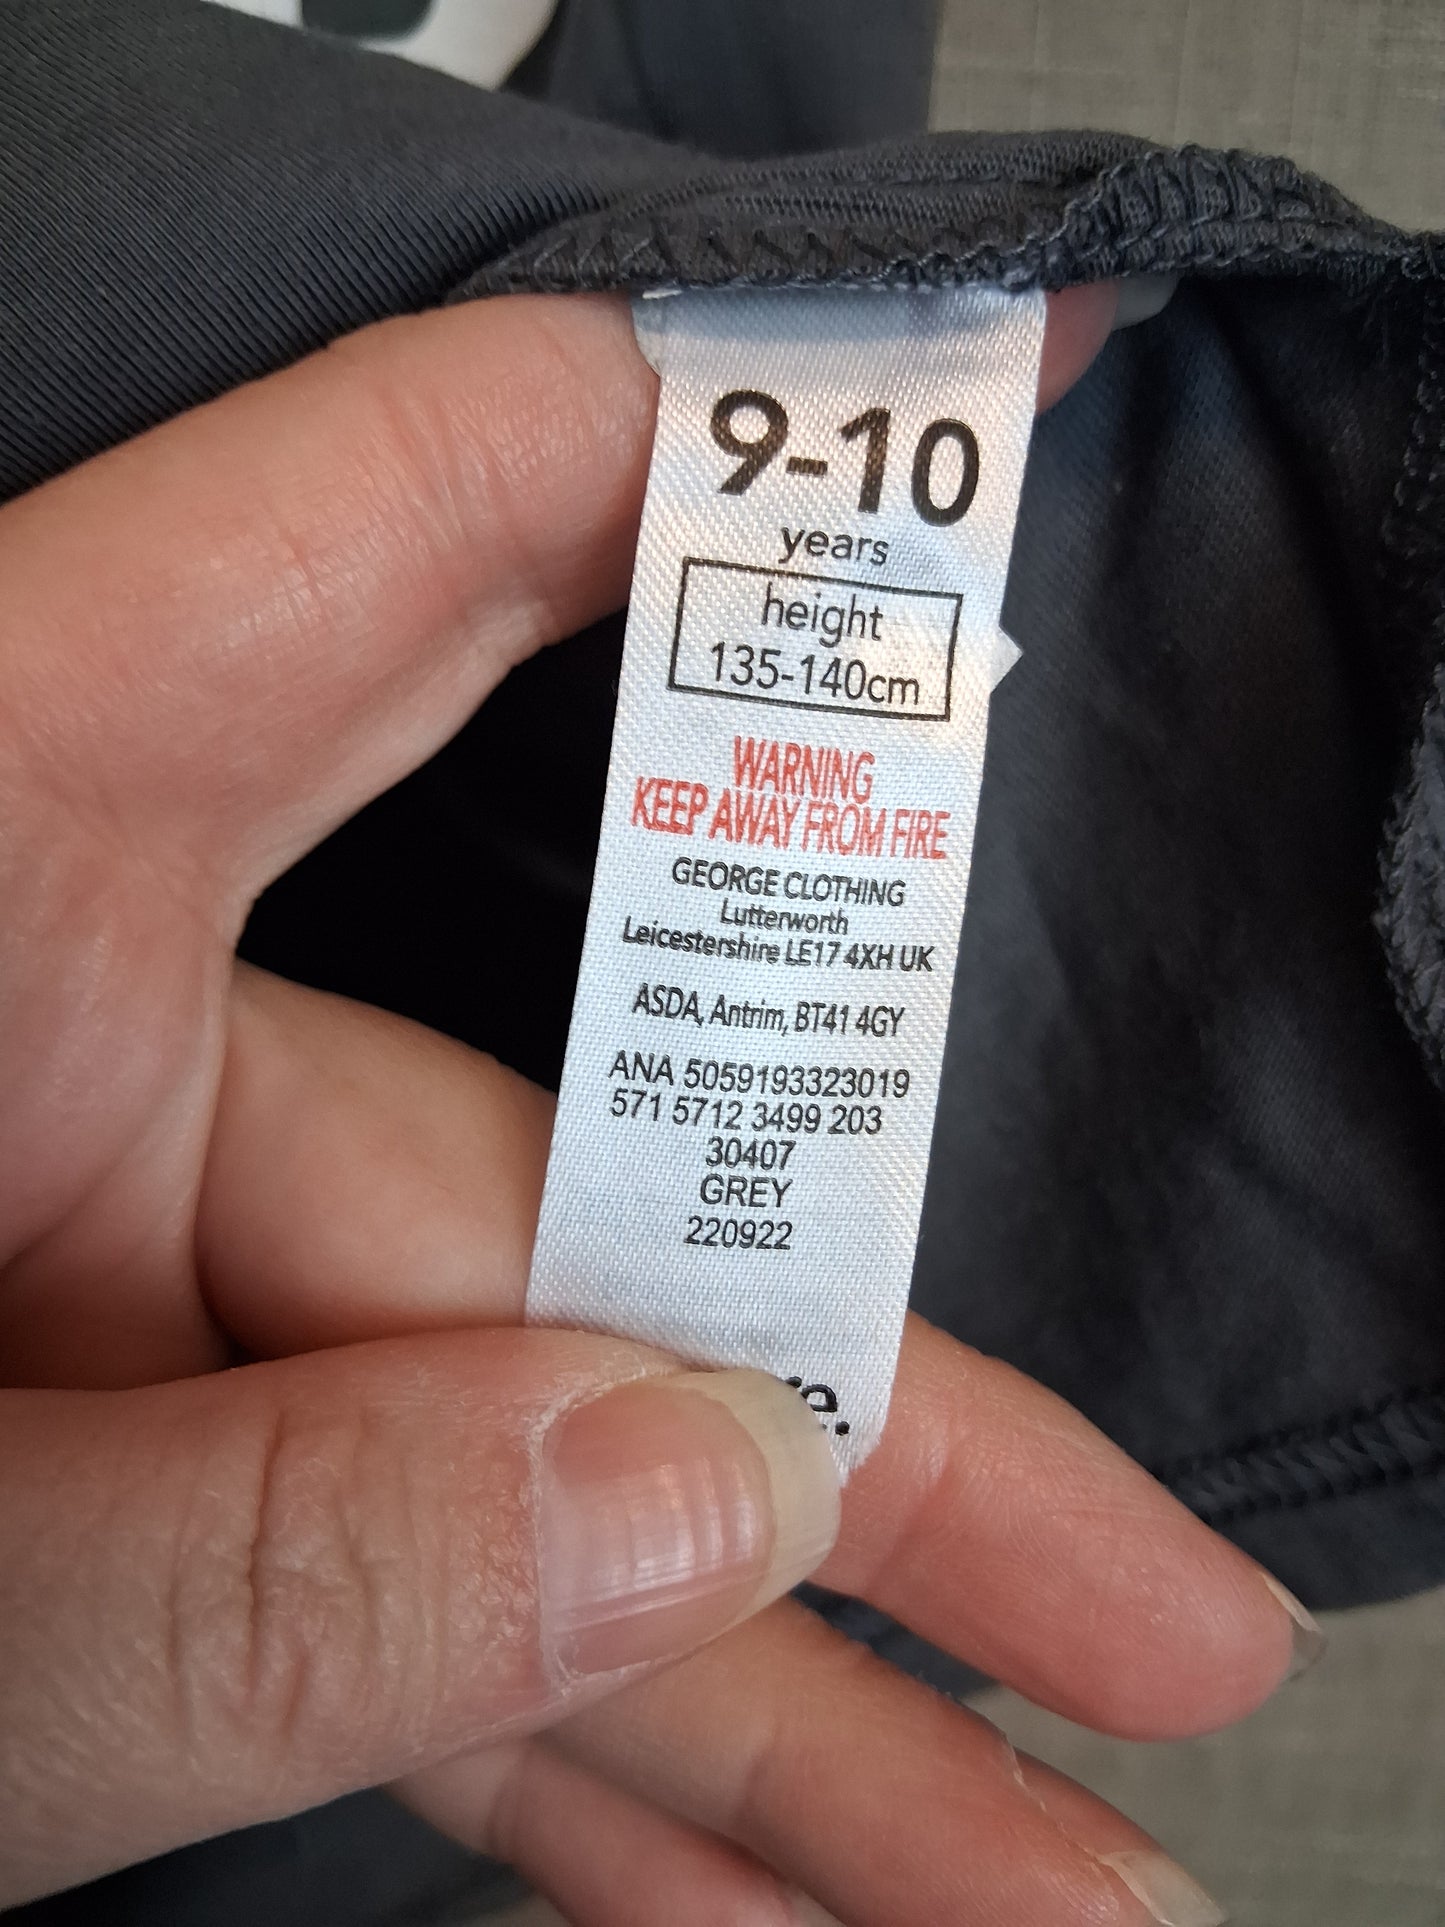 9-10
years
height
135-140cm
WARNING
KEEP AWAY FROM FIRE
GEORGE CLOTHING
Lutterworth
Leicestershire LE17 4XH UK
ASDA, Antrim, BT41 4GY
ANA 5059193323019
571 5712 3499 203
30407
GREY
220922